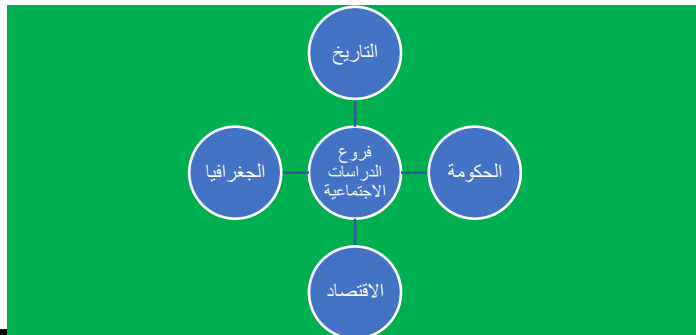 التاريخ
الحكومة
فروع
الدراسات
الاجتماعية
الجغرافيا
الاقتصاد